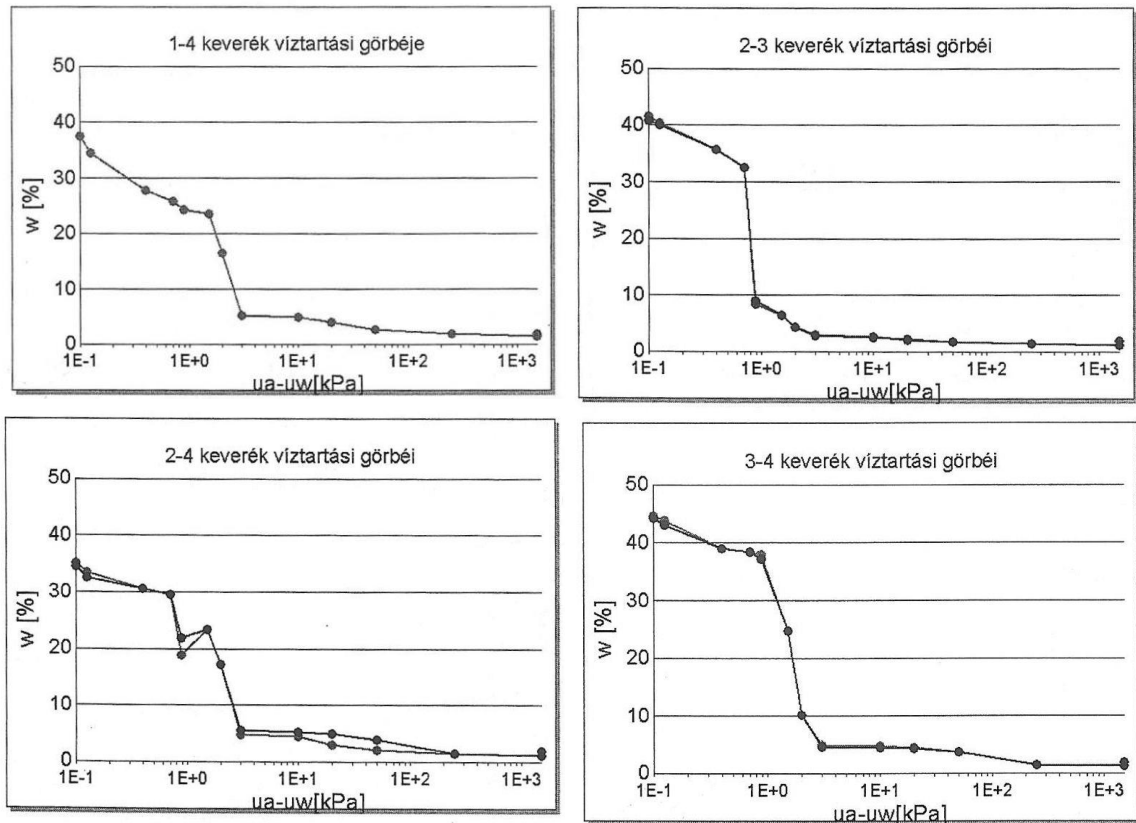 1-4 keverék víztartási görbéje
50
40
30
20
10
0
w [%]
1E-1 1E+0 1E+1 1E+2 1E+3
ua-uw[kPa]
2-3 keverék víztartási görbéi
50
40
30
20
10
0
w [%]
1E-1 1E+0 1E+1 1E+2 1E+3
ua-uw[kPa]
2-4 keverék víztartási görbéi
50
40
30
20
10
0
w [%]
1E-1 1E+0 1E+1 1E+2 1E+3
ua-uw[kPa]
3-4 keverék víztartási görbéi
50
40
30
20
10
0
w [%]
1E-1 1E+0 1E+1 1E+2 1E+3
ua-uw[kPa]